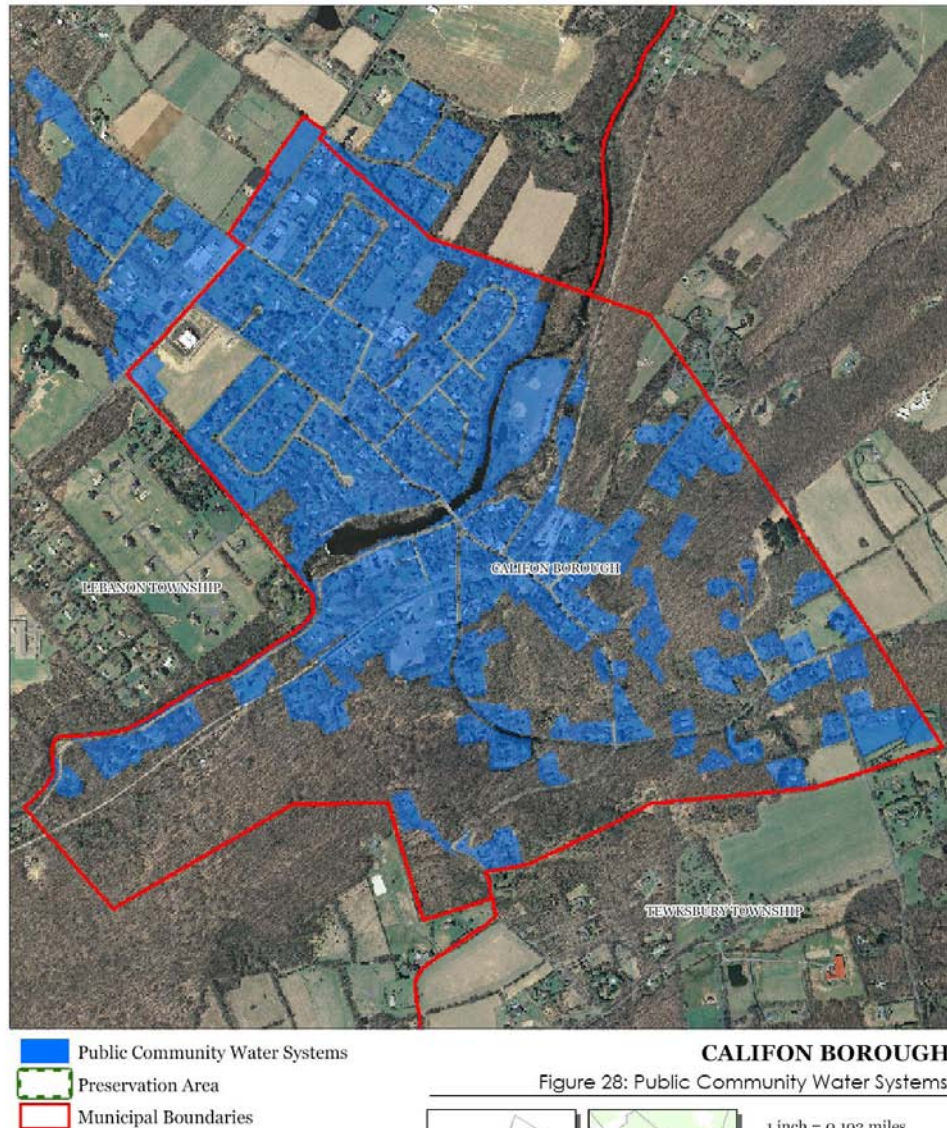 LEBANON TOWNSHIP
CALIFON BOROUGH
TEWKSBURY TOWNSHIP
Public Community Water Systems
Preservation Area
Municipal Boundaries
CALIFON BOROUGH
Figure 28: Public Community Water Systems